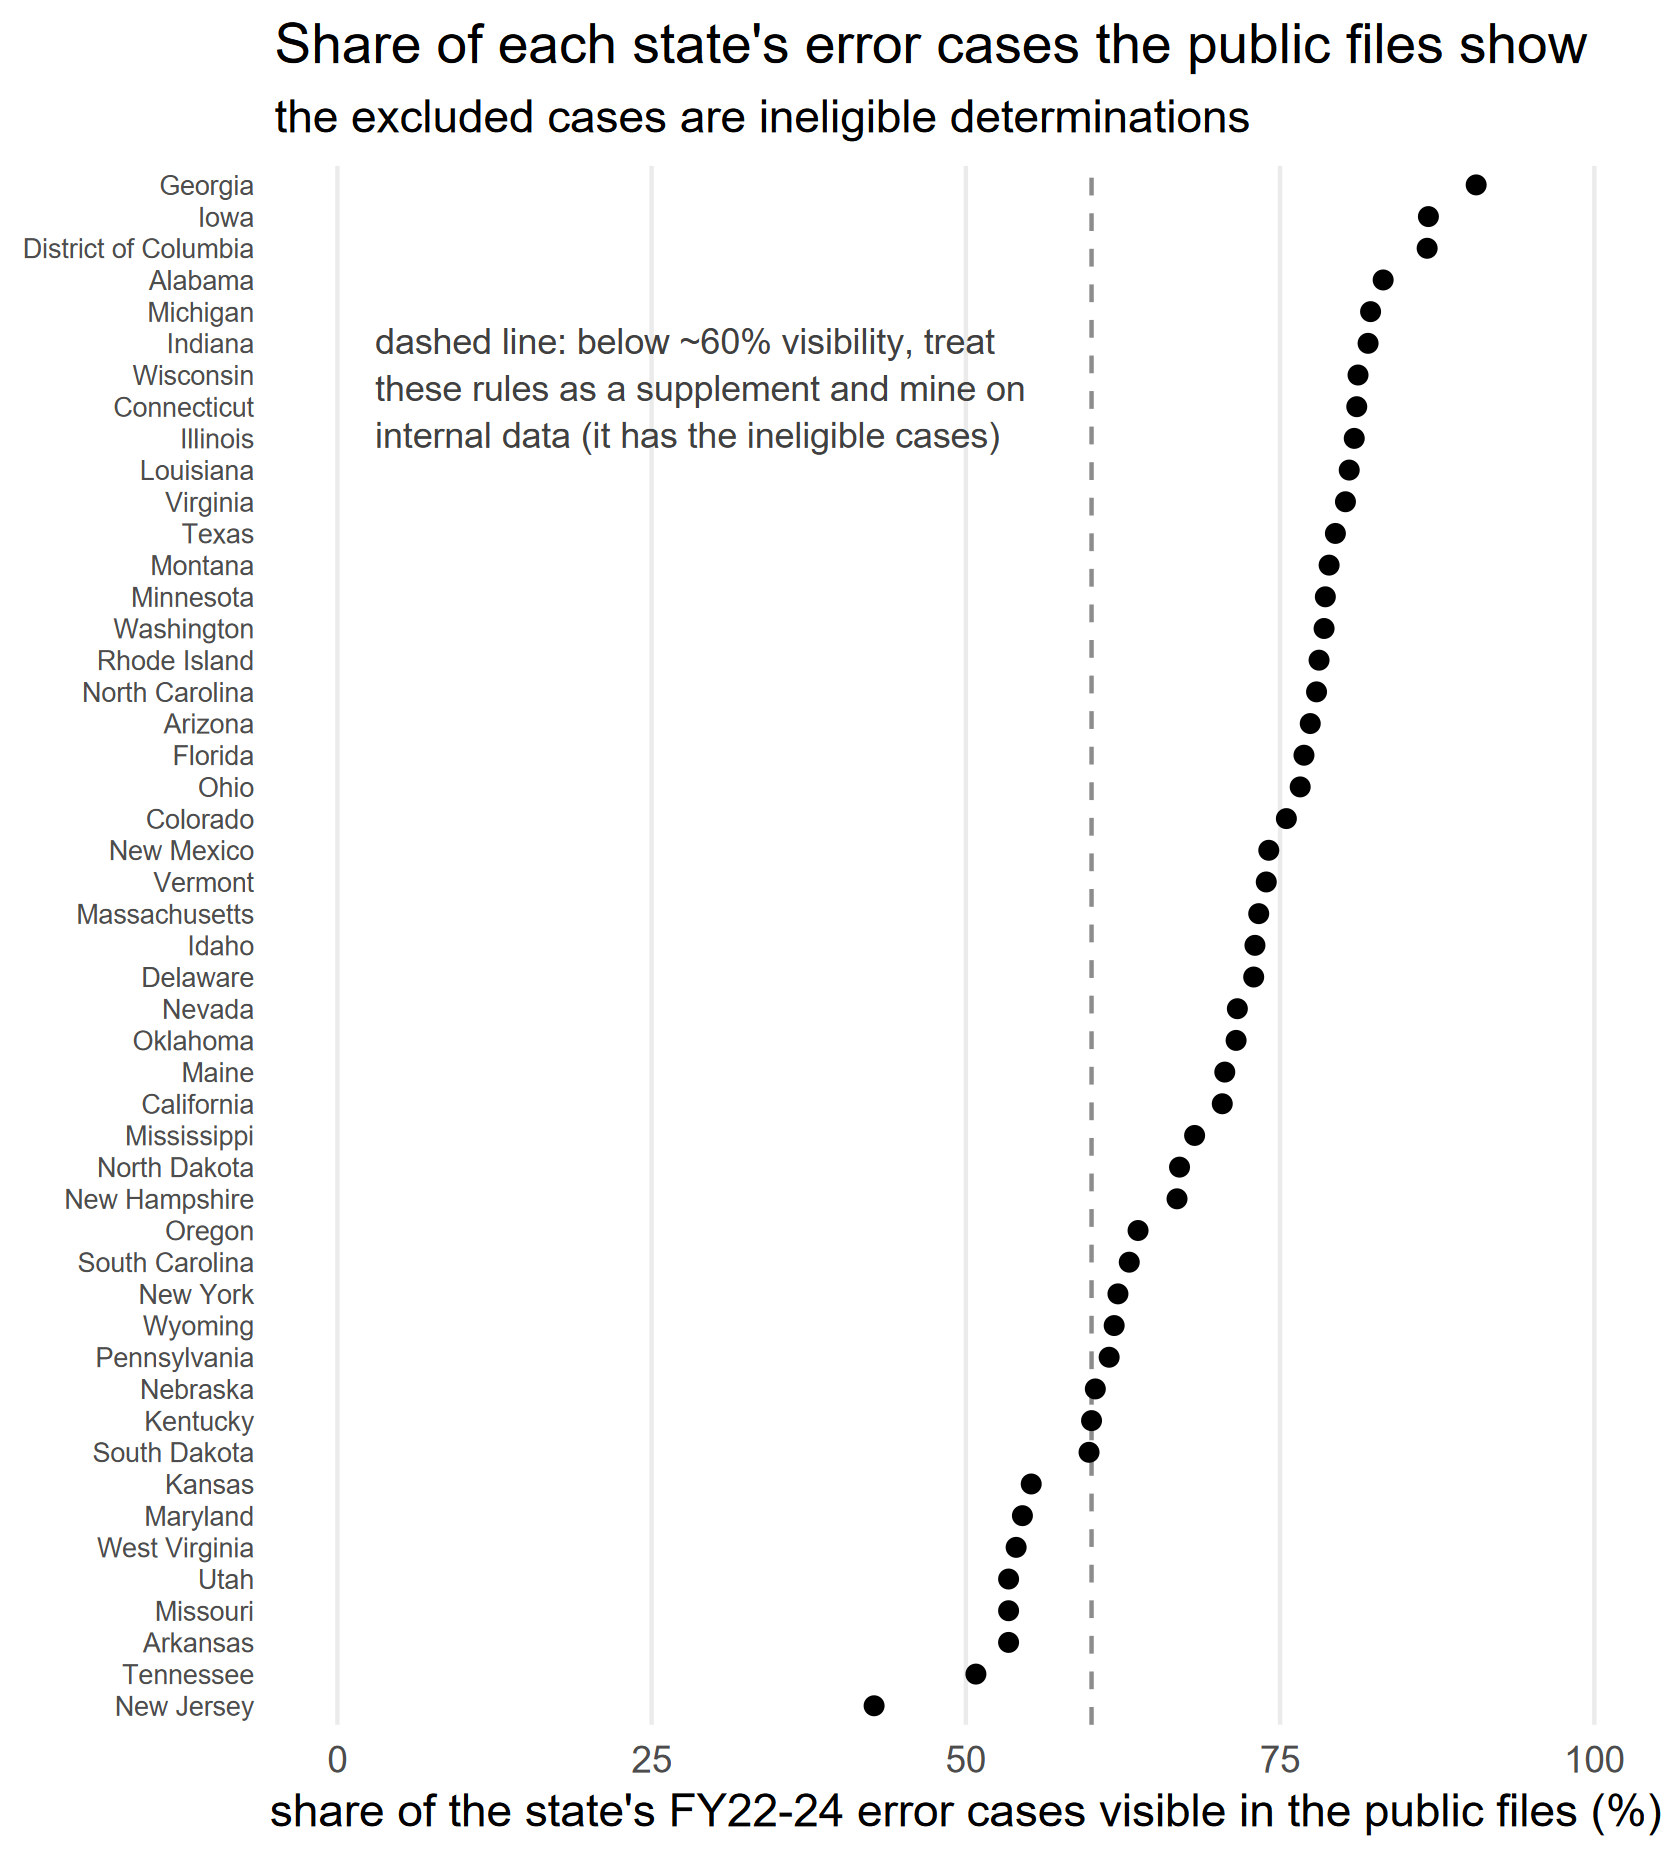 Share of each state's error cases the public files show
the excluded cases are ineligible determinations
Georgia
Iowa
District of Columbia
Alabama
Michigan
Indiana
Wisconsin
Connecticut
Illinois
Louisiana
Virginia
Texas
Montana
Minnesota
Washington
Rhode Island
North Carolina
Arizona
Florida
Ohio
Colorado
New Mexico
Vermont
Massachusetts
Idaho
Delaware
Nevada
Oklahoma
Maine
California
Mississippi
North Dakota
New Hampshire
Oregon
South Carolina
New York
Wyoming
Pennsylvania
Nebraska
Kentucky
South Dakota
Kansas
Maryland
West Virginia
Utah
Missouri
Arkansas
Tennessee
New Jersey
dashed line: below ~60% visibility, treat
these rules as a supplement and mine on
internal data (it has the ineligible cases)
0 25 50 75 100
share of the state's FY22-24 error cases visible in the public files (%)